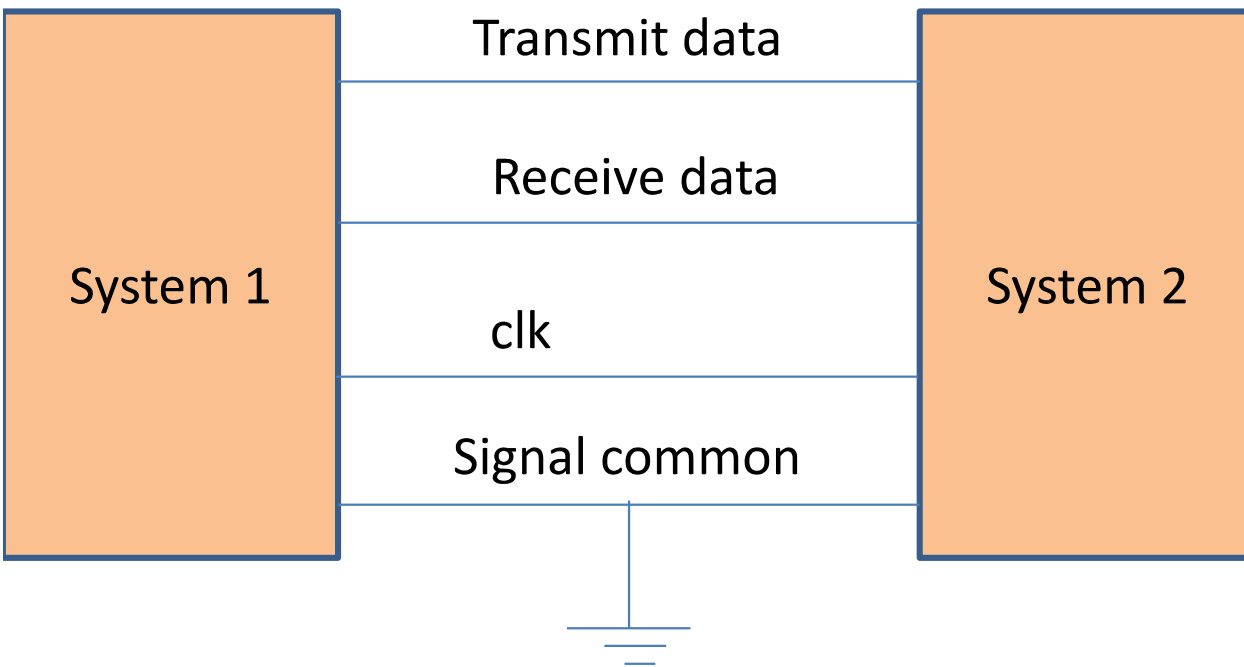 Transmit data
Receive data
System 1
System 2
clk
Signal common